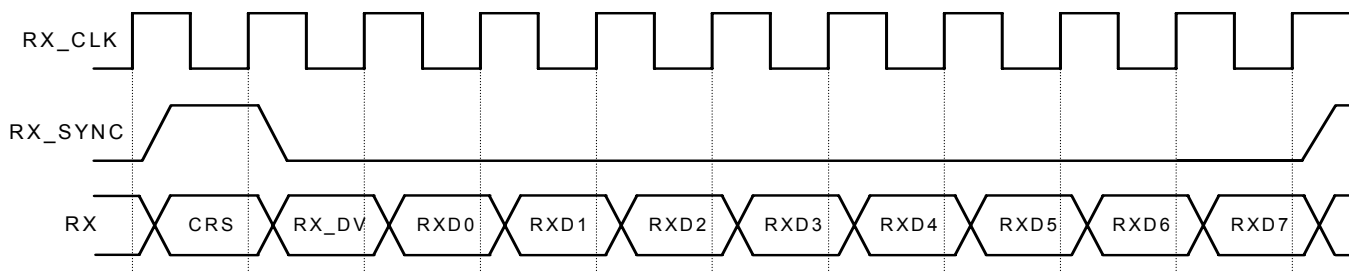 RX_CLK
RX_SYNC
RX CRS RX_DV RXD0 RXD1 RXD2 RXD3 RXD4 RXD5 RXD6 RXD7